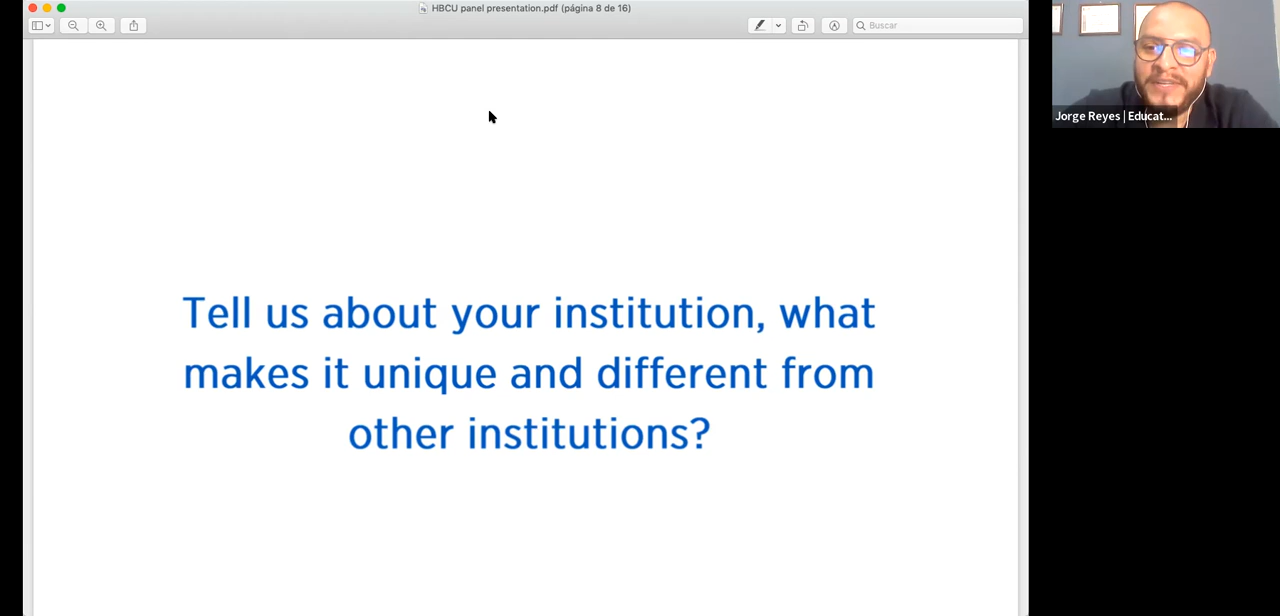 HBCU panel presentation.pdf (página 8 de 16)
Buscar
Jorge Reyes | Educat...
Tell us about your institution, what
makes it unique and different from
other institutions?